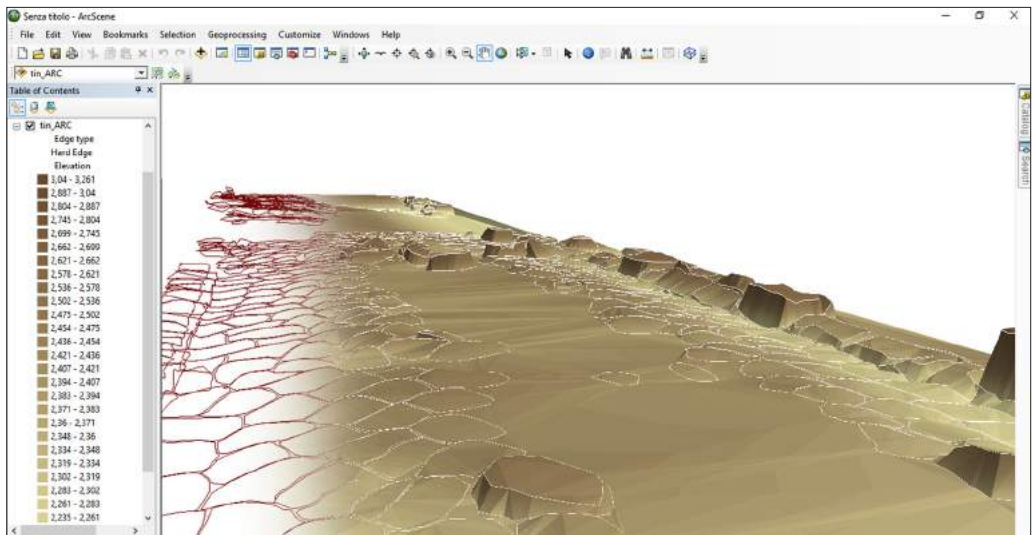 Senza titolo - ArcScene
File Edit View Bookmarks Selection Geoprocessing Customize Windows Help
tin_ARC
Table of Contents
tin_ARC
Edge type
Hard Edge
Elevation
3,04 - 3,261
2,887 - 3,04
2,804 - 2,887
2,745 - 2,804
2,699 - 2,745
2,662 - 2,699
2,621 - 2,662
2,578 - 2,621
2,536 - 2,578
2,502 - 2,536
2,475 - 2,502
2,454 - 2,475
2,436 - 2,454
2,421 - 2,436
2,407 - 2,421
2,394 - 2,407
2,383 - 2,394
2,371 - 2,383
2,36 - 2,371
2,348 - 2,36
2,334 - 2,348
2,319 - 2,334
2,302 - 2,319
2,283 - 2,302
2,261 - 2,283
2,235 - 2,261
Catalog
Search